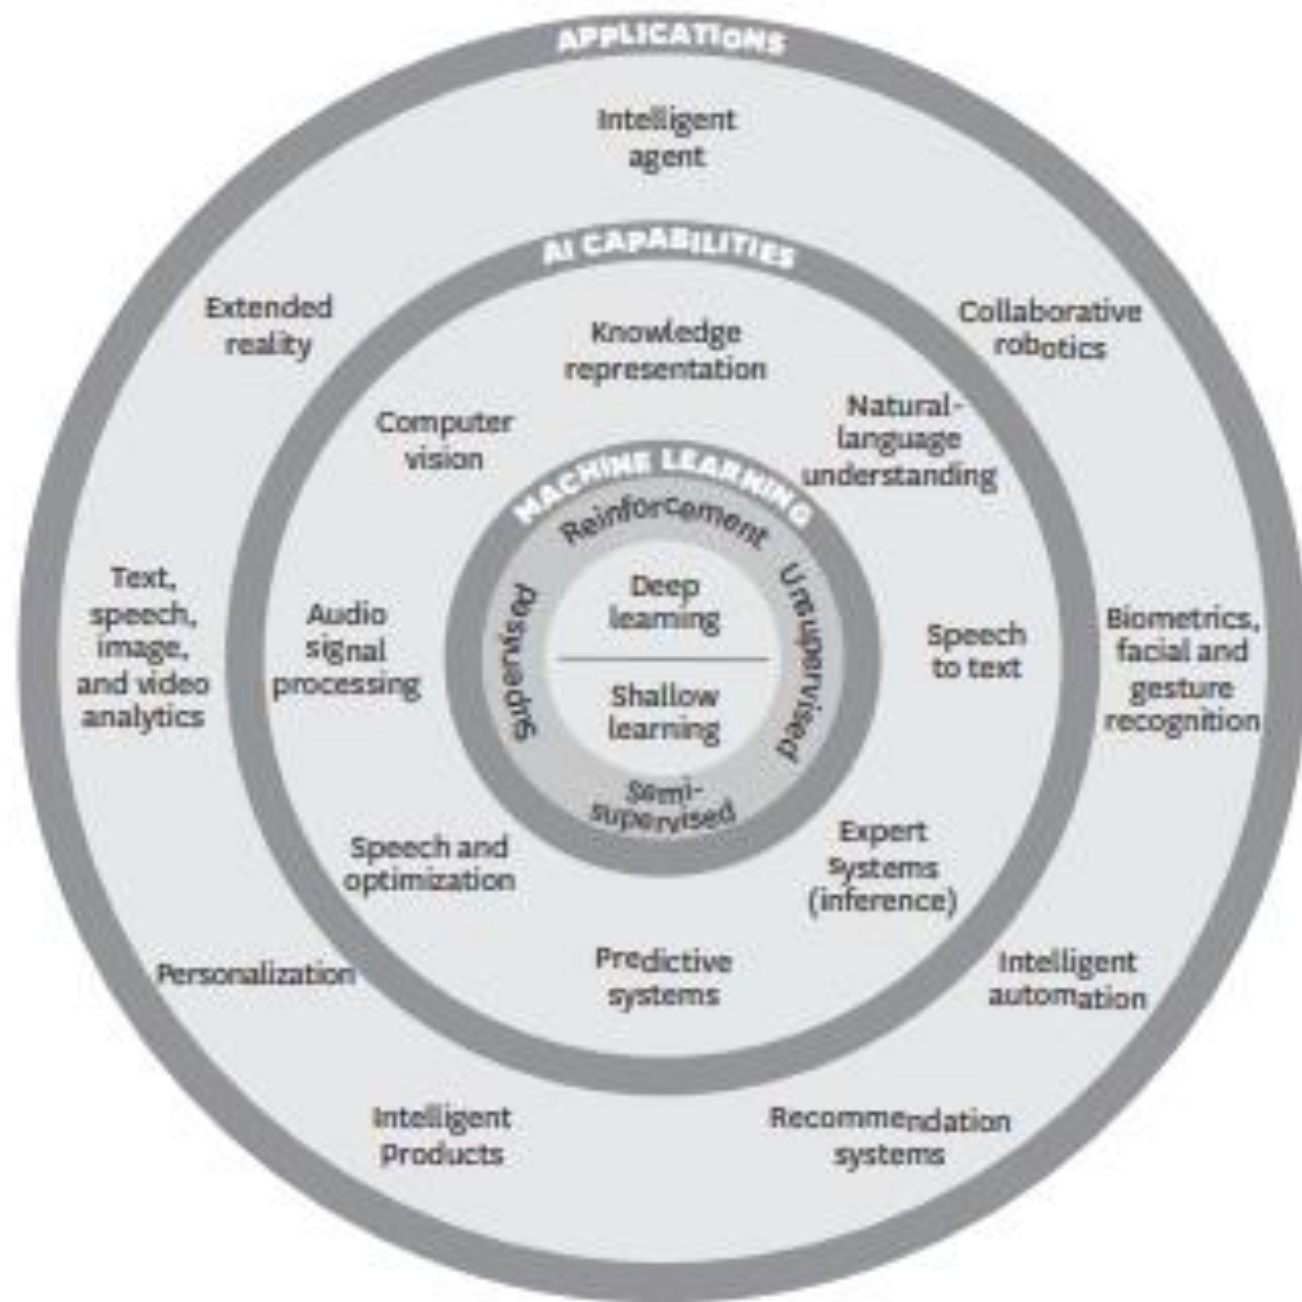 APPLICATIONS
Intelligent
agent
Extended
reality
Collaborative
robotics
Text,
speech,
image,
and video
analytics
Biometrics,
facial and
gesture
recognition
Personalization
Intelligent
automation
Intelligent
Products
Recommendation
systems
AI CAPABILITIES
Knowledge
representation
Computer
vision
Natural-
language
understanding
Audio
signal
processing
Speech
to text
Speech and
optimization
Expert
systems
(inference)
Predictive
systems
MACHINE LEARNING
Reinforcement
Supervised
Unsupervised
Semi-
supervised
Deep
learning
Shallow
learning